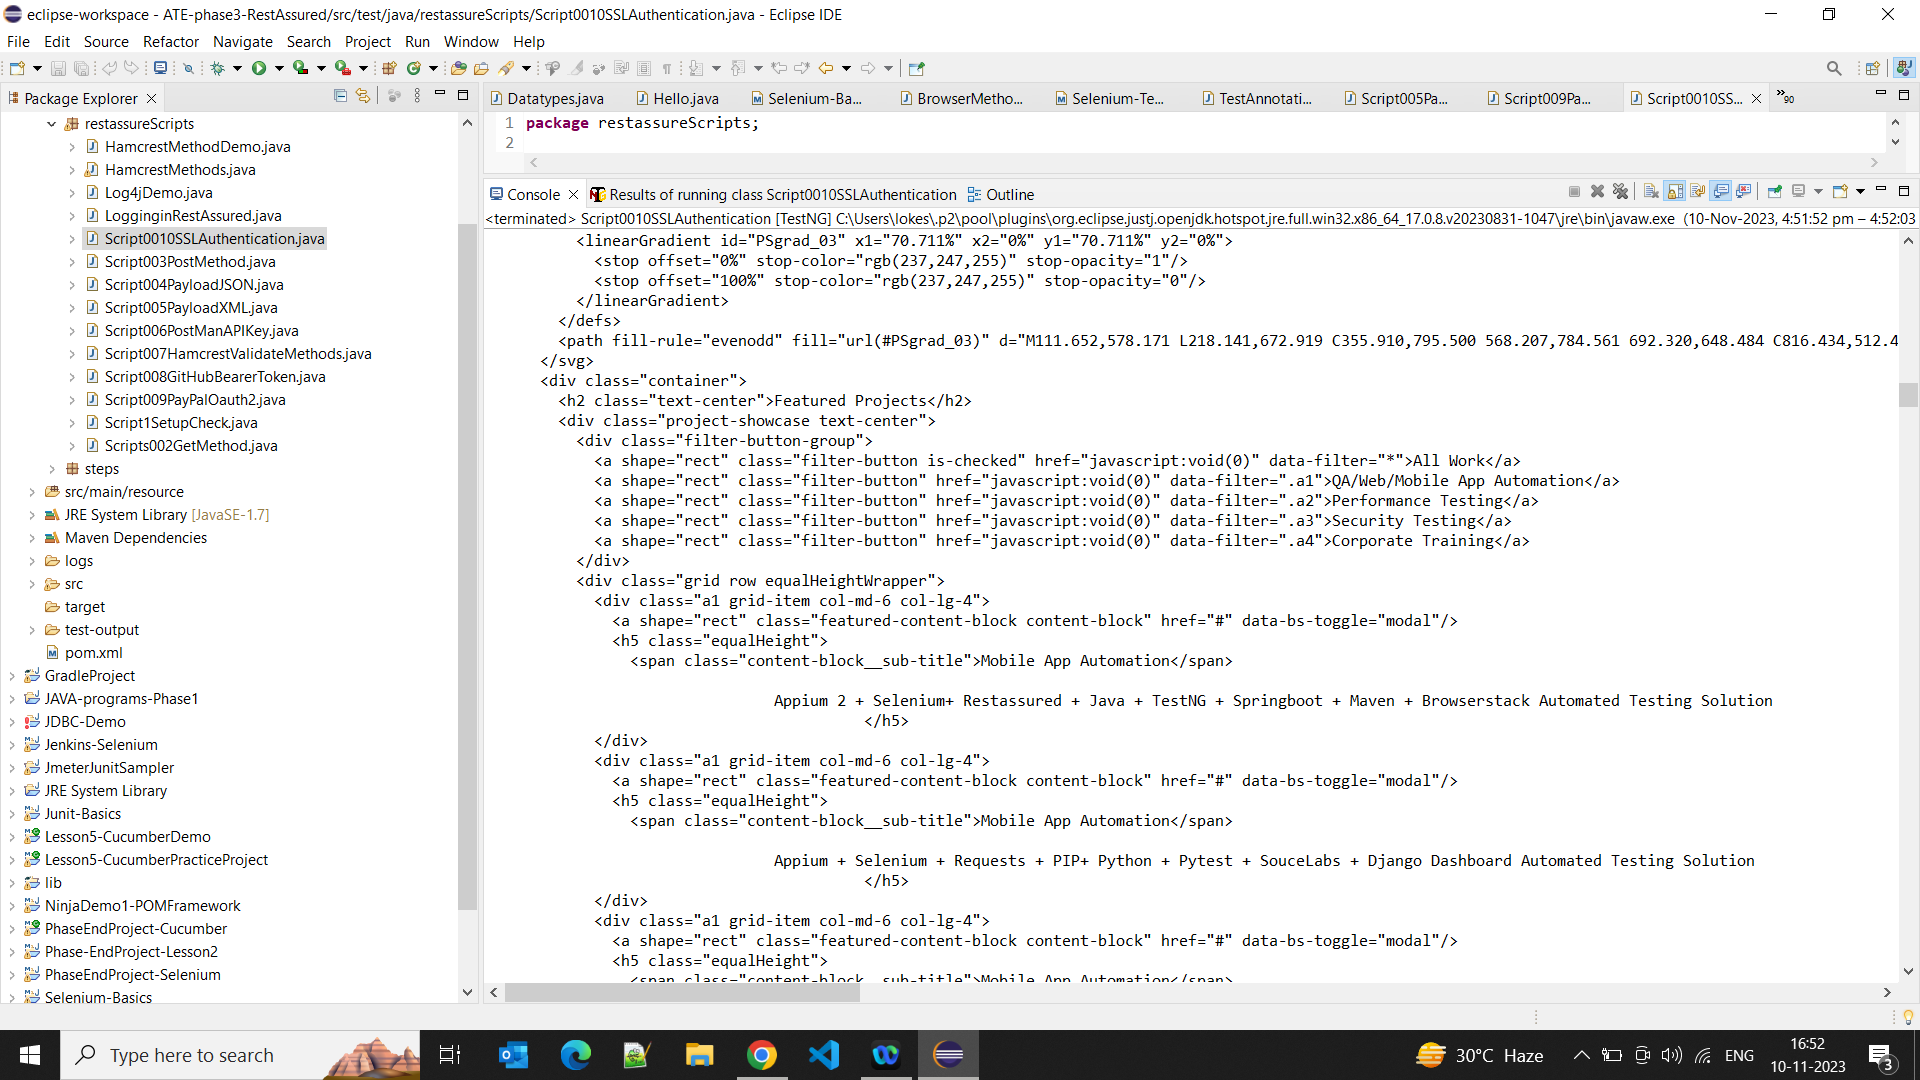 eclipse-workspace - ATE-phase3-RestAssured/src/test/java/restassureScripts/Script0010SSLAuthentication.java - Eclipse IDE
File Edit Source Refactor Navigate Search Project Run Window Help
Package Explorer
restassureScripts
HamcrestMethodDemo.java
HamcrestMethods.java
Log4jDemo.java
LogginginRestAssured.java
Script0010SSLAuthentication.java
Script003PostMethod.java
Script004PayloadJSON.java
Script005PayloadXML.java
Script006PostManAPIKey.java
Script007HamcrestValidateMethods.java
Script008GitHubBearerToken.java
Script009PayPalOauth2.java
Script1SetupCheck.java
Scripts002GetMethod.java
steps
src/main/resource
JRE System Library [JavaSE-1.7]
Maven Dependencies
logs
src
target
test-output
pom.xml
GradleProject
JAVA-programs-Phase1
JDBC-Demo
Jenkins-Selenium
JmeterJunitSampler
JRE System Library
Junit-Basics
Lesson5-CucumberDemo
Lesson5-CucumberPracticeProject
lib
NinjaDemo1-POMFramework
PhaseEndProject-Cucumber
Phase-EndProject-Lesson2
PhaseEndProject-Selenium
Selenium-Basics
Datatypes.java Hello.java Selenium-Ba... BrowserMetho... Selenium-Te... TestAnnotati... Script005Pa... Script009Pa... Script0010SS... »90
1 package restassureScripts;
2
Console Results of running class Script0010SSLAuthentication Outline
<terminated> Script0010SSLAuthentication [TestNG] C:\Users\lokes\.p2\pool\plugins\org.eclipse.justj.openjdk.hotspot.jre.full.win32.x86_64_17.0.8.v20230831-1047\jre\bin\javaw.exe (10-Nov-2023, 4:51:52 pm – 4:52:03
<linearGradient id="PSgrad_03" x1="70.711%" x2="0%" y1="70.711%" y2="0%">
<stop offset="0%" stop-color="rgb(237,247,255)" stop-opacity="1"/>
<stop offset="100%" stop-color="rgb(237,247,255)" stop-opacity="0"/>
</linearGradient>
</defs>
<path fill-rule="evenodd" fill="url(#PSgrad_03)" d="M111.652,578.171 L218.141,672.919 C355.910,795.500 568.207,784.561 692.320,648.484 C816.434,512.4
</svg>
<div class="container">
<h2 class="text-center">Featured Projects</h2>
<div class="project-showcase text-center">
<div class="filter-button-group">
<a shape="rect" class="filter-button is-checked" href="javascript:void(0)" data-filter="*">All Work</a>
<a shape="rect" class="filter-button" href="javascript:void(0)" data-filter=".a1">QA/Web/Mobile App Automation</a>
<a shape="rect" class="filter-button" href="javascript:void(0)" data-filter=".a2">Performance Testing</a>
<a shape="rect" class="filter-button" href="javascript:void(0)" data-filter=".a3">Security Testing</a>
<a shape="rect" class="filter-button" href="javascript:void(0)" data-filter=".a4">Corporate Training</a>
</div>
<div class="grid row equalHeightWrapper">
<div class="a1 grid-item col-md-6 col-lg-4">
<a shape="rect" class="featured-content-block content-block" href="#" data-bs-toggle="modal"/>
<h5 class="equalHeight">
<span class="content-block__sub-title">Mobile App Automation</span>
Appium 2 + Selenium+ Restassured + Java + TestNG + Springboot + Maven + Browserstack Automated Testing Solution
</h5>
</div>
<div class="a1 grid-item col-md-6 col-lg-4">
<a shape="rect" class="featured-content-block content-block" href="#" data-bs-toggle="modal"/>
<h5 class="equalHeight">
<span class="content-block__sub-title">Mobile App Automation</span>
Appium + Selenium + Requests + PIP+ Python + Pytest + SouceLabs + Django Dashboard Automated Testing Solution
</h5>
</div>
<div class="a1 grid-item col-md-6 col-lg-4">
<a shape="rect" class="featured-content-block content-block" href="#" data-bs-toggle="modal"/>
<h5 class="equalHeight">
<span class="content-block__sub-title">Mobile App Automation</span>
Type here to search
30°C Haze
ENG
16:52
10-11-2023
3